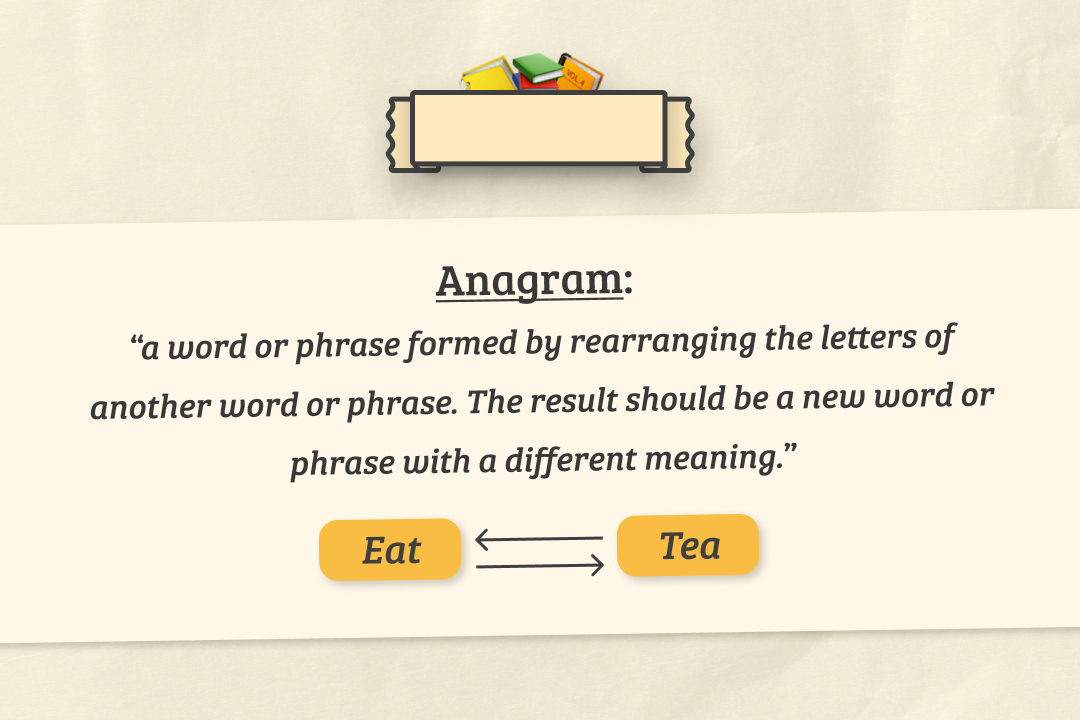 VOL. 4
Anagram:
“a word or phrase formed by rearranging the letters of
another word or phrase. The result should be a new word or
phrase with a different meaning.”
Eat
Tea